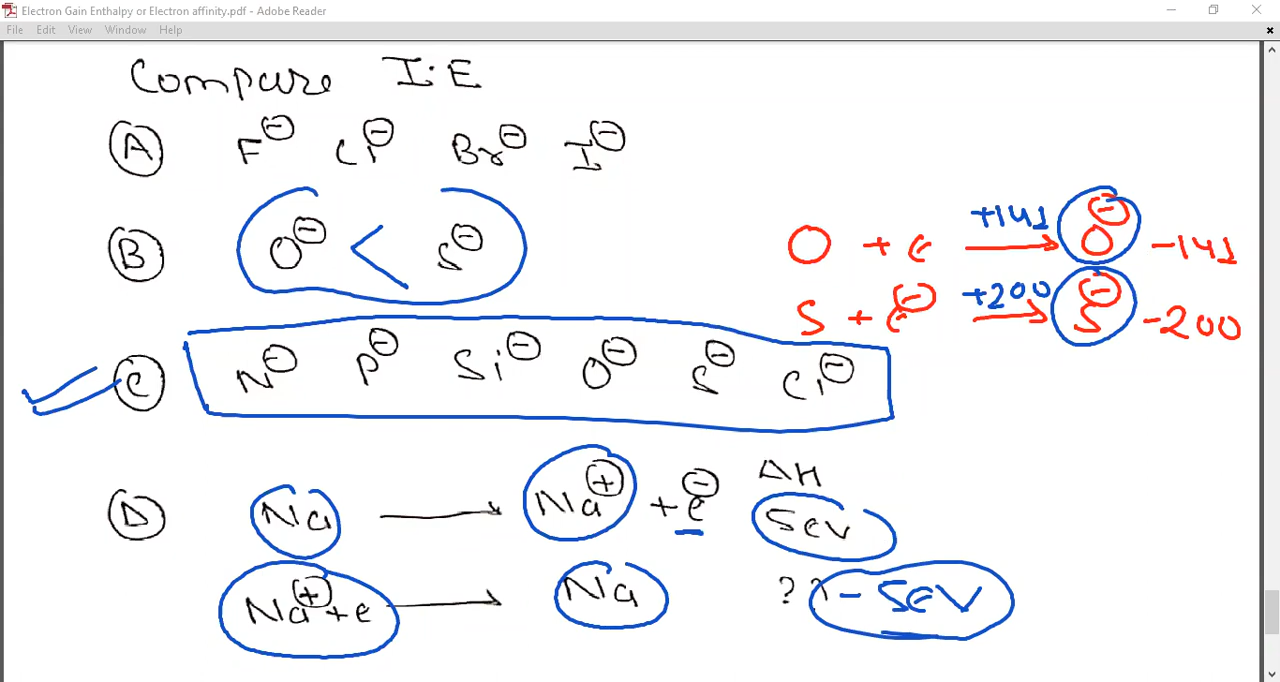 Electron Gain Enthalpy or Electron affinity.pdf - Adobe Reader
File Edit View Window Help
Compare I.E
A F⊖ Cl⊖ Br⊖ I⊖
B O⊖ < S⊖
O + e +141 → O⊖ -141
S + e⊖ +200 → S⊖ -200
C N⊖ P⊖ Si⊖ O⊖ S⊖ Cl⊖
ΔH
D Na → Na⊕ + e⊖ 5eV
Na⊕ + e → Na ?? -5eV